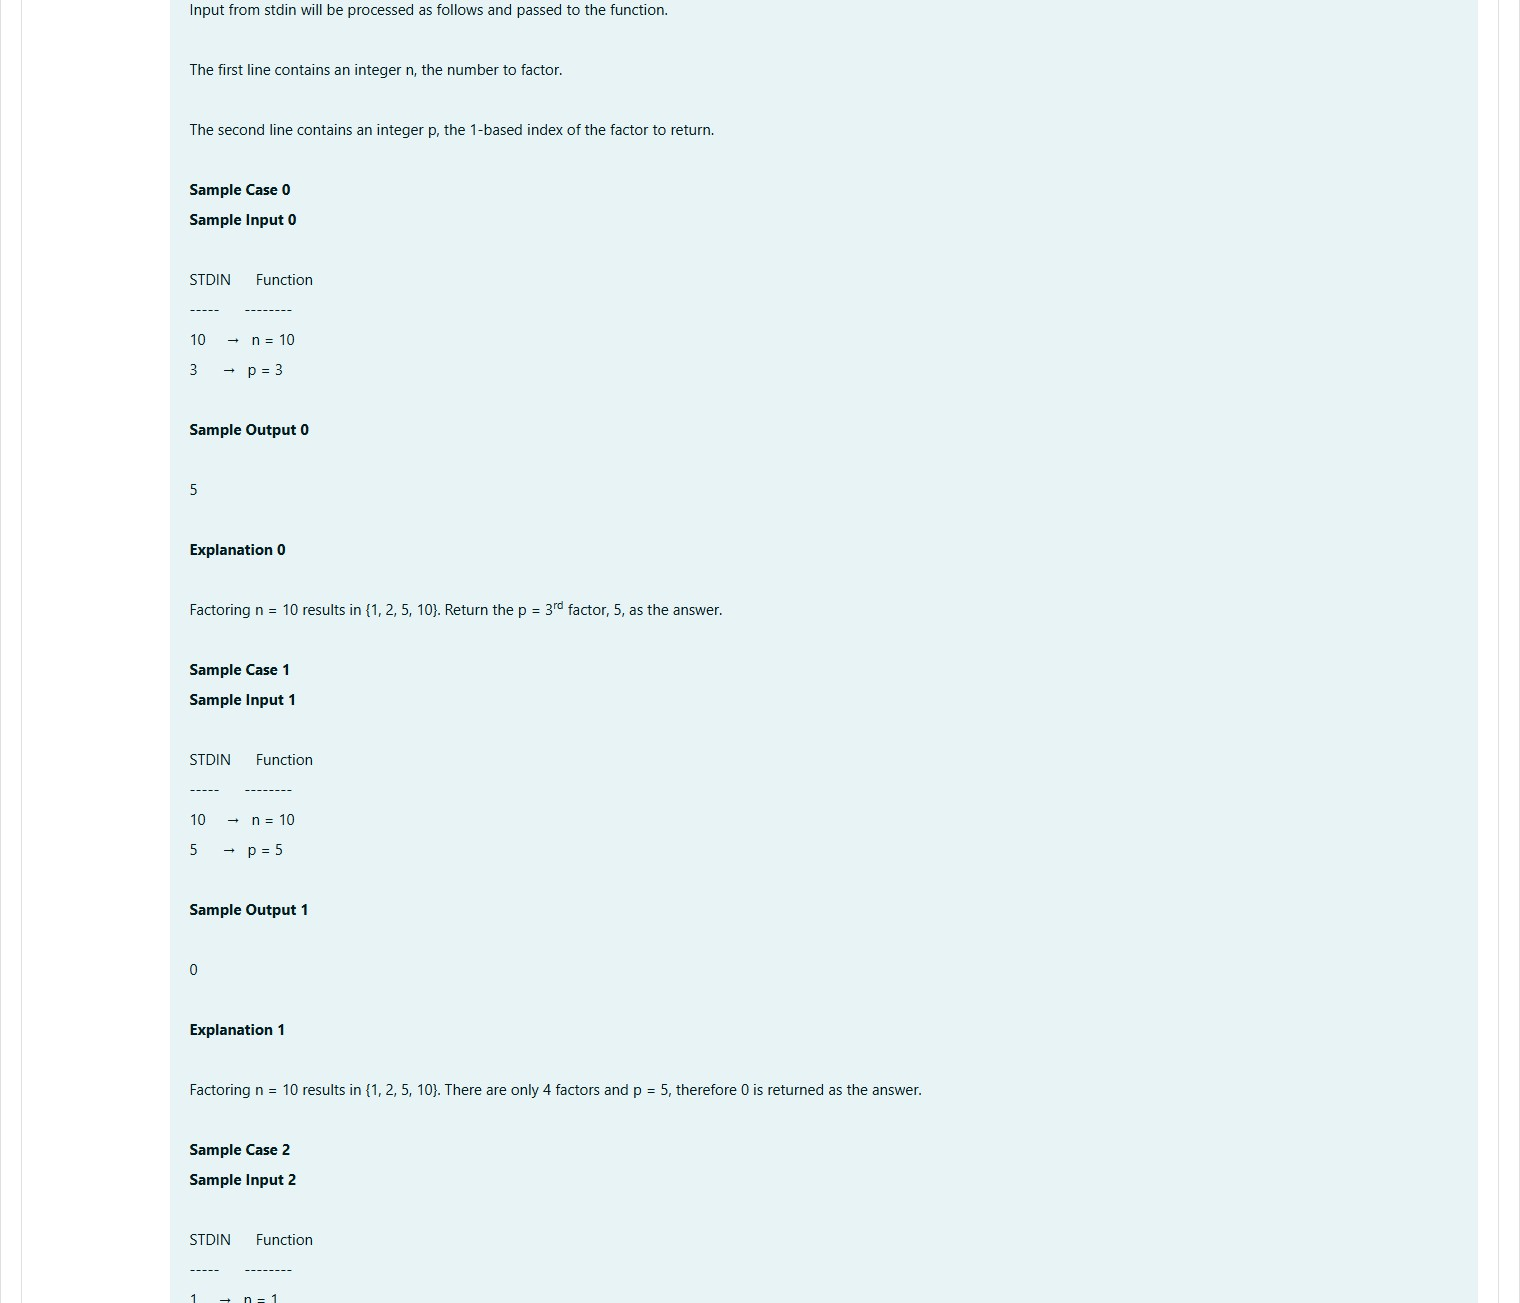 Input from stdin will be processed as follows and passed to the function.
The first line contains an integer n, the number to factor.
The second line contains an integer p, the 1-based index of the factor to return.
Sample Case 0
Sample Input 0
STDIN Function
----- --------
10 → n = 10
3 → p = 3
Sample Output 0
5
Explanation 0
Factoring n = 10 results in {1, 2, 5, 10}. Return the p = 3rd factor, 5, as the answer.
Sample Case 1
Sample Input 1
STDIN Function
----- --------
10 → n = 10
5 → p = 5
Sample Output 1
0
Explanation 1
Factoring n = 10 results in {1, 2, 5, 10}. There are only 4 factors and p = 5, therefore 0 is returned as the answer.
Sample Case 2
Sample Input 2
STDIN Function
----- --------
1 → n = 1